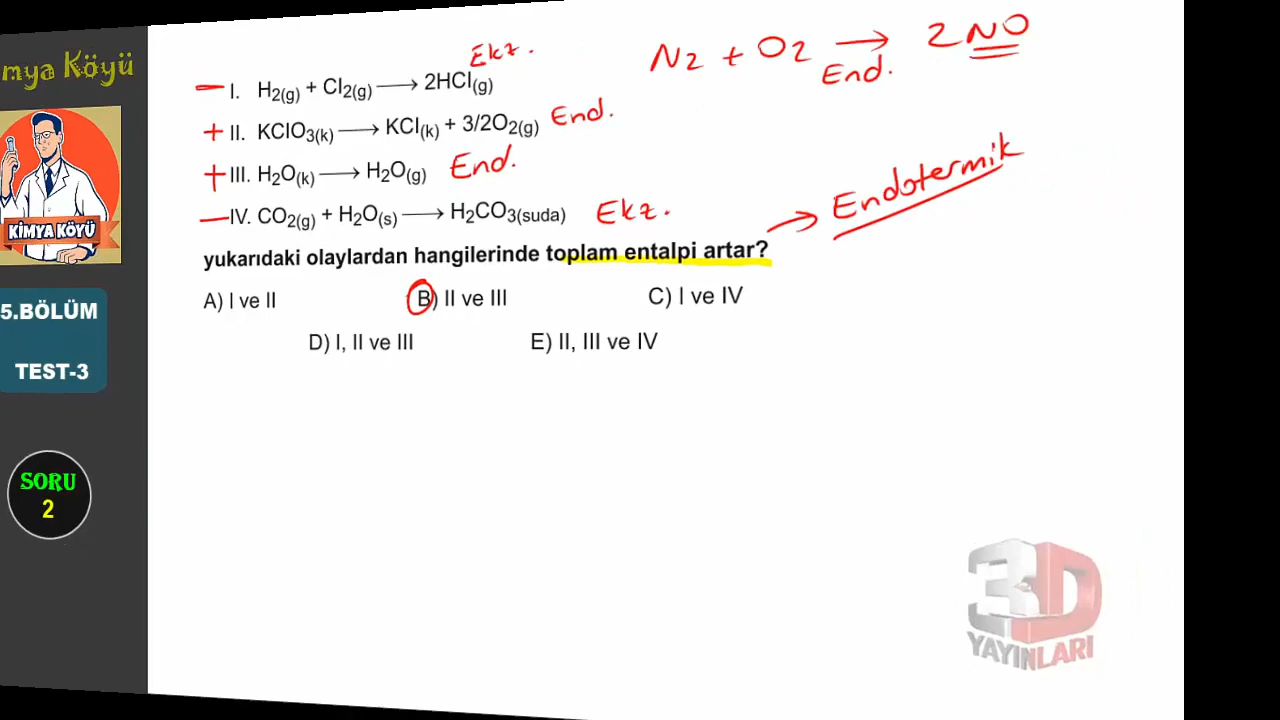 mya Köyü
KİMYA KÖYÜ
5.BÖLÜM
TEST-3
SORU
2
N2 + O2 → 2NO
End.
Ekz.
− I. H2(g) + Cl2(g) → 2HCl(g)
+ II. KClO3(k) → KCl(k) + 3/2O2(g) End.
+ III. H2O(k) → H2O(g) End.
− IV. CO2(g) + H2O(s) → H2CO3(suda) Ekz.
→ Endotermik
yukarıdaki olaylardan hangilerinde toplam entalpi artar?
A) I ve II B) II ve III C) I ve IV
D) I, II ve III E) II, III ve IV
3D
YAYINLARI